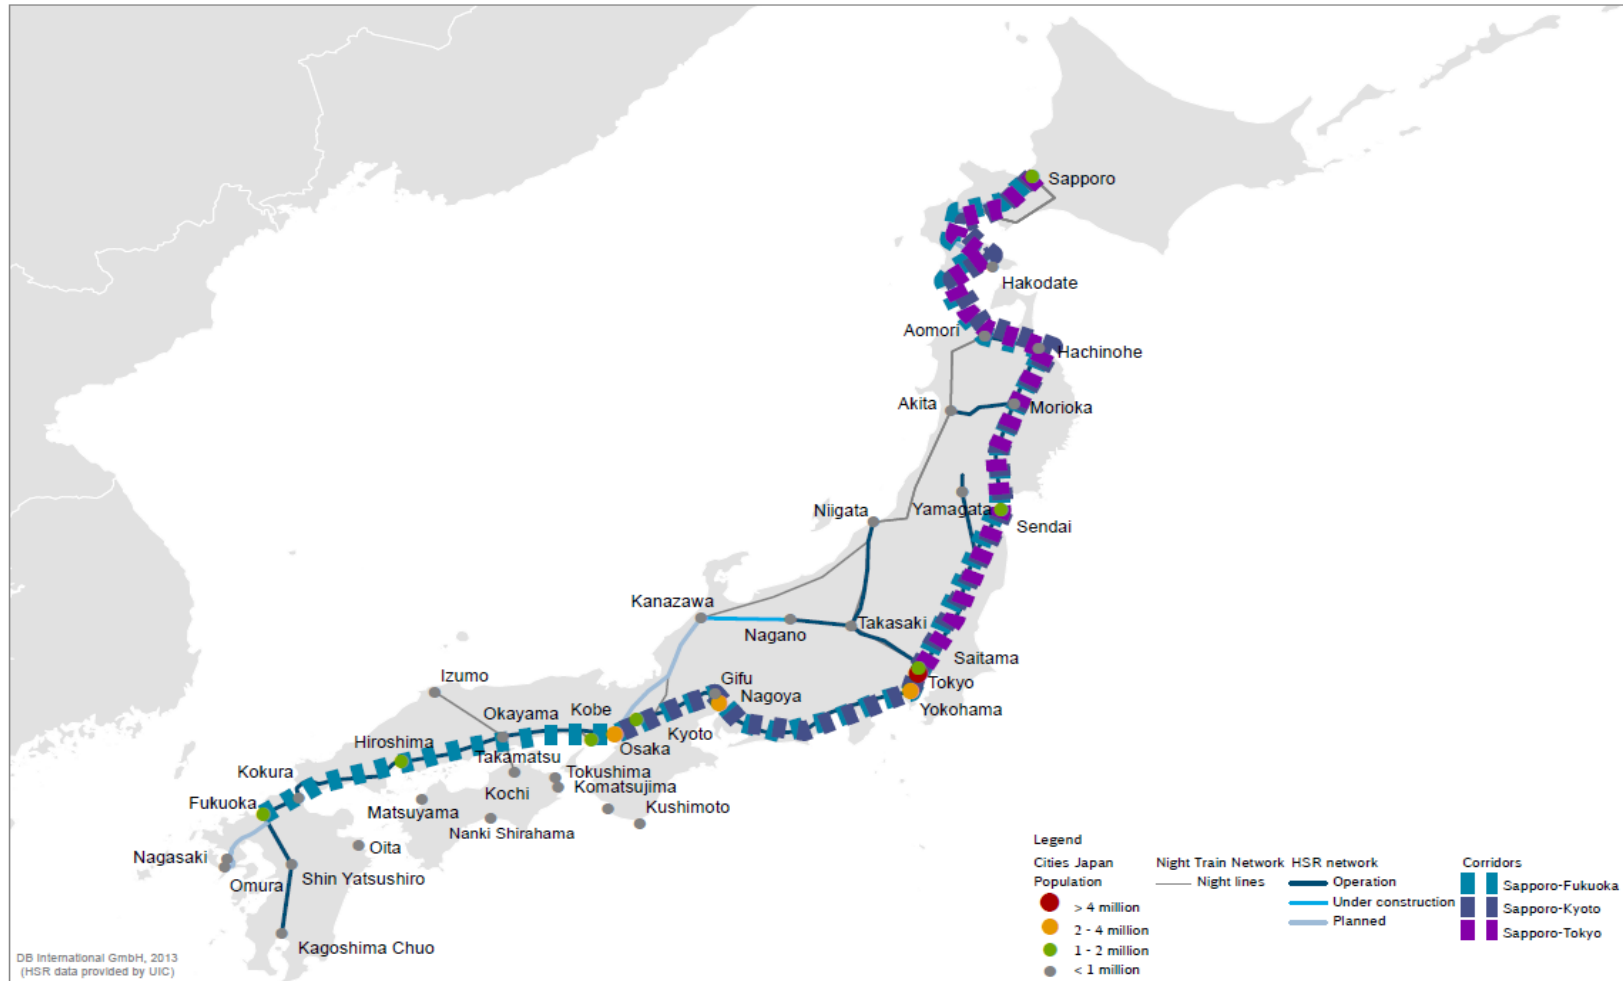 Sapporo
Hakodate
Aomori
Hachinohe
Akita
Morioka
Niigata
Yamagata
Sendai
Kanazawa
Nagano
Takasaki
Saitama
Izumo
Gifu
Tokyo
Nagoya
Yokohama
Okayama
Kobe
Kyoto
Hiroshima
Osaka
Takamatsu
Kokura
Tokushima
Komatsujima
Kochi
Fukuoka
Matsuyama
Kushimoto
Nanki Shirahama
Oita
Nagasaki
Omura
Shin Yatsushiro
Kagoshima Chuo
DB International GmbH, 2013
(HSR data provided by UIC)
Legend
Cities Japan
Population
> 4 million
2 - 4 million
1 - 2 million
< 1 million
Night Train Network
Night lines
HSR network
Operation
Under construction
Planned
Corridors
Sapporo-Fukuoka
Sapporo-Kyoto
Sapporo-Tokyo